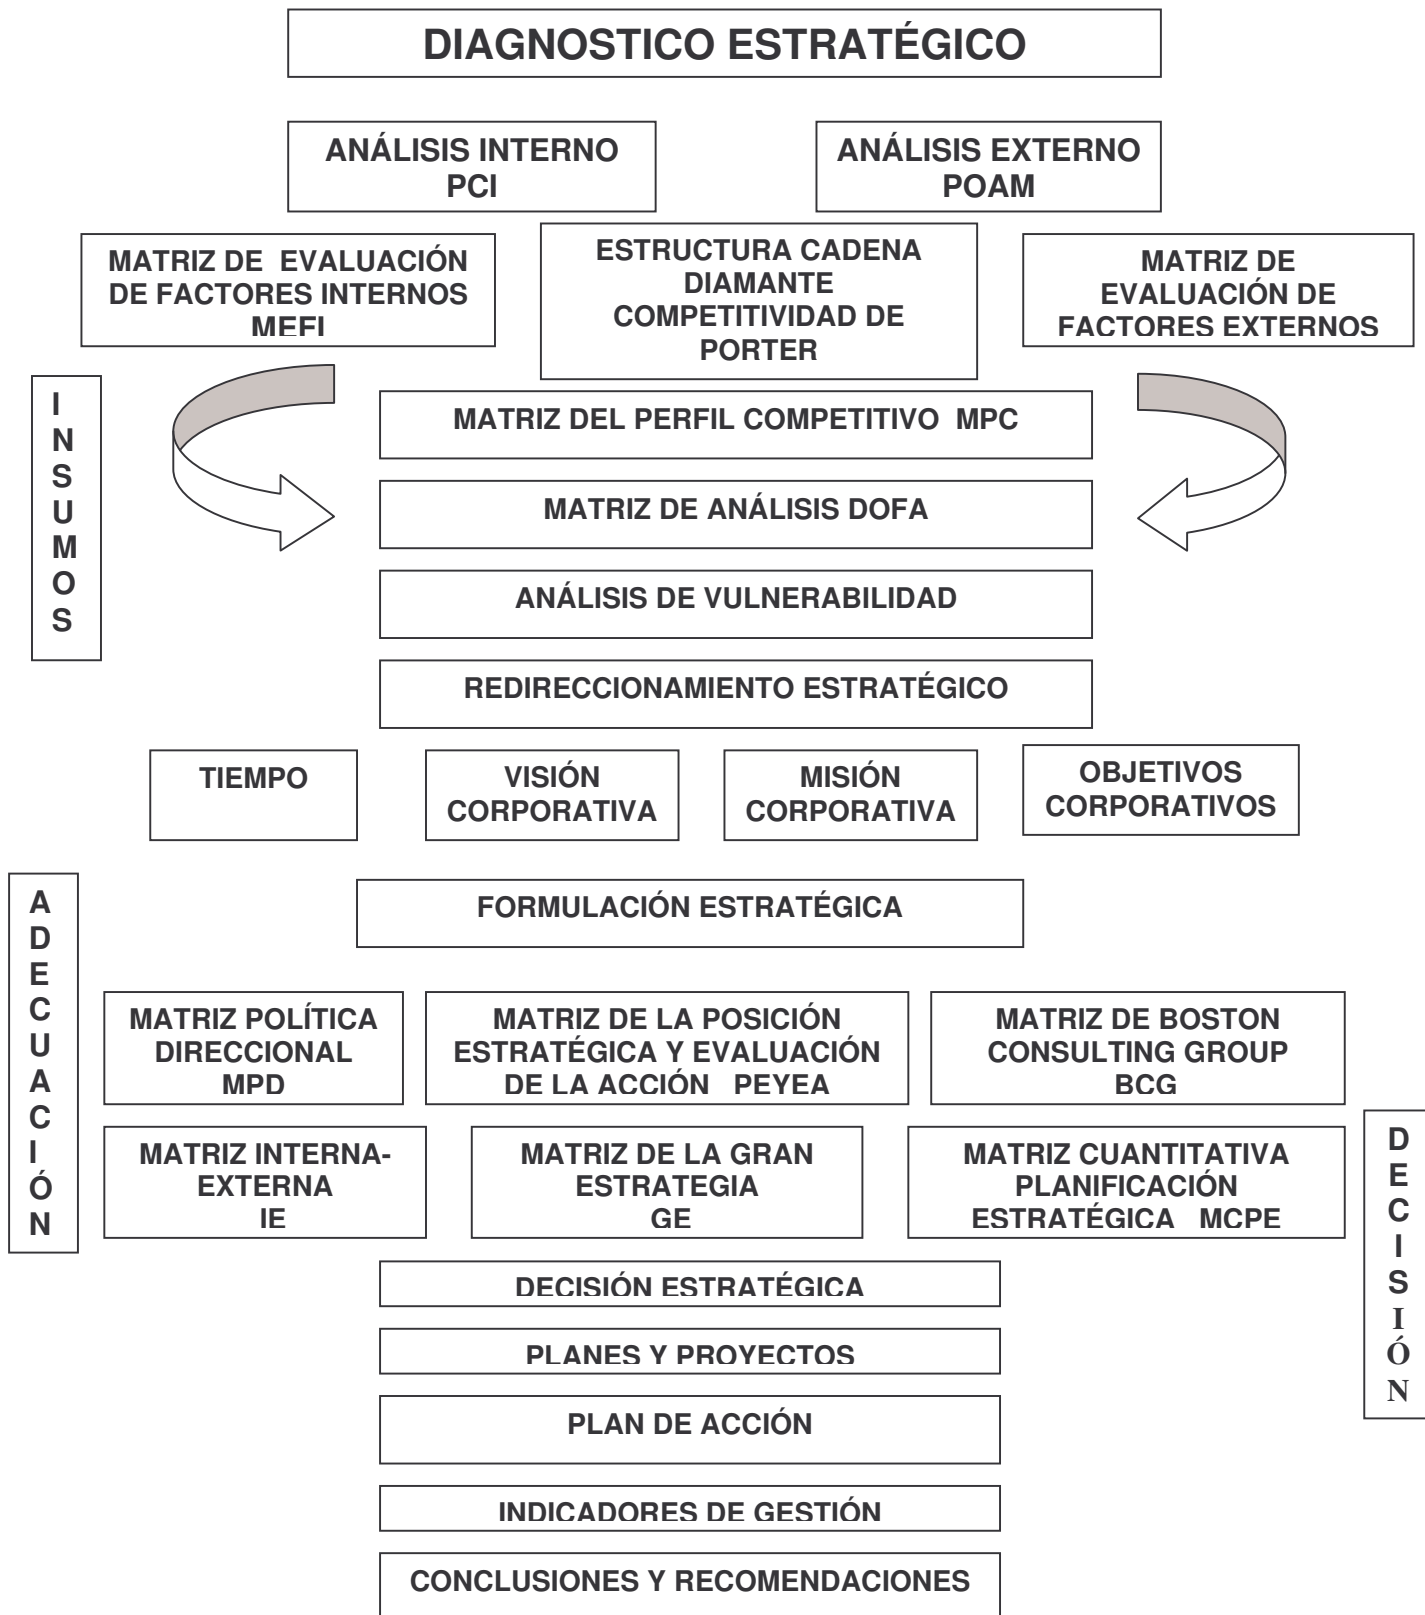 DIAGNOSTICO ESTRATÉGICO
ANÁLISIS INTERNO
PCI
ANÁLISIS EXTERNO
POAM
MATRIZ DE EVALUACIÓN
DE FACTORES INTERNOS
MEFI
ESTRUCTURA CADENA
DIAMANTE
COMPETITIVIDAD DE
PORTER
MATRIZ DE
EVALUACIÓN DE
FACTORES EXTERNOS
I
N
S
U
M
O
S
MATRIZ DEL PERFIL COMPETITIVO MPC
MATRIZ DE ANÁLISIS DOFA
ANÁLISIS DE VULNERABILIDAD
REDIRECCIONAMIENTO ESTRATÉGICO
TIEMPO
VISIÓN
CORPORATIVA
MISIÓN
CORPORATIVA
OBJETIVOS
CORPORATIVOS
A
D
E
C
U
A
C
I
Ó
N
FORMULACIÓN ESTRATÉGICA
MATRIZ POLÍTICA
DIRECCIONAL
MPD
MATRIZ DE LA POSICIÓN
ESTRATÉGICA Y EVALUACIÓN
DE LA ACCIÓN PEYEA
MATRIZ DE BOSTON
CONSULTING GROUP
BCG
MATRIZ INTERNA-
EXTERNA
IE
MATRIZ DE LA GRAN
ESTRATEGIA
GE
MATRIZ CUANTITATIVA
PLANIFICACIÓN
ESTRATÉGICA MCPE
D
E
C
I
S
I
Ó
N
DECISIÓN ESTRATÉGICA
PLANES Y PROYECTOS
PLAN DE ACCIÓN
INDICADORES DE GESTIÓN
CONCLUSIONES Y RECOMENDACIONES